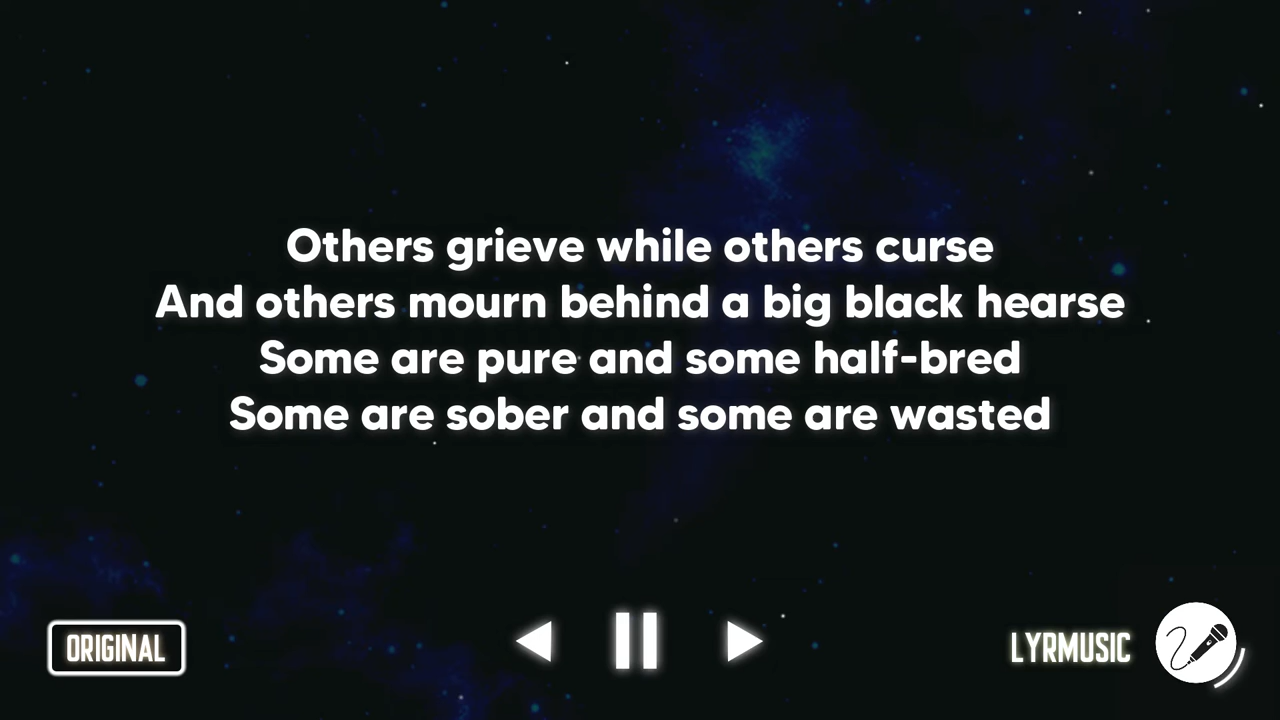 Others grieve while others curse
And others mourn behind a big black hearse
Some are pure and some half-bred
Some are sober and some are wasted
ORIGINAL
LYRMUSIC